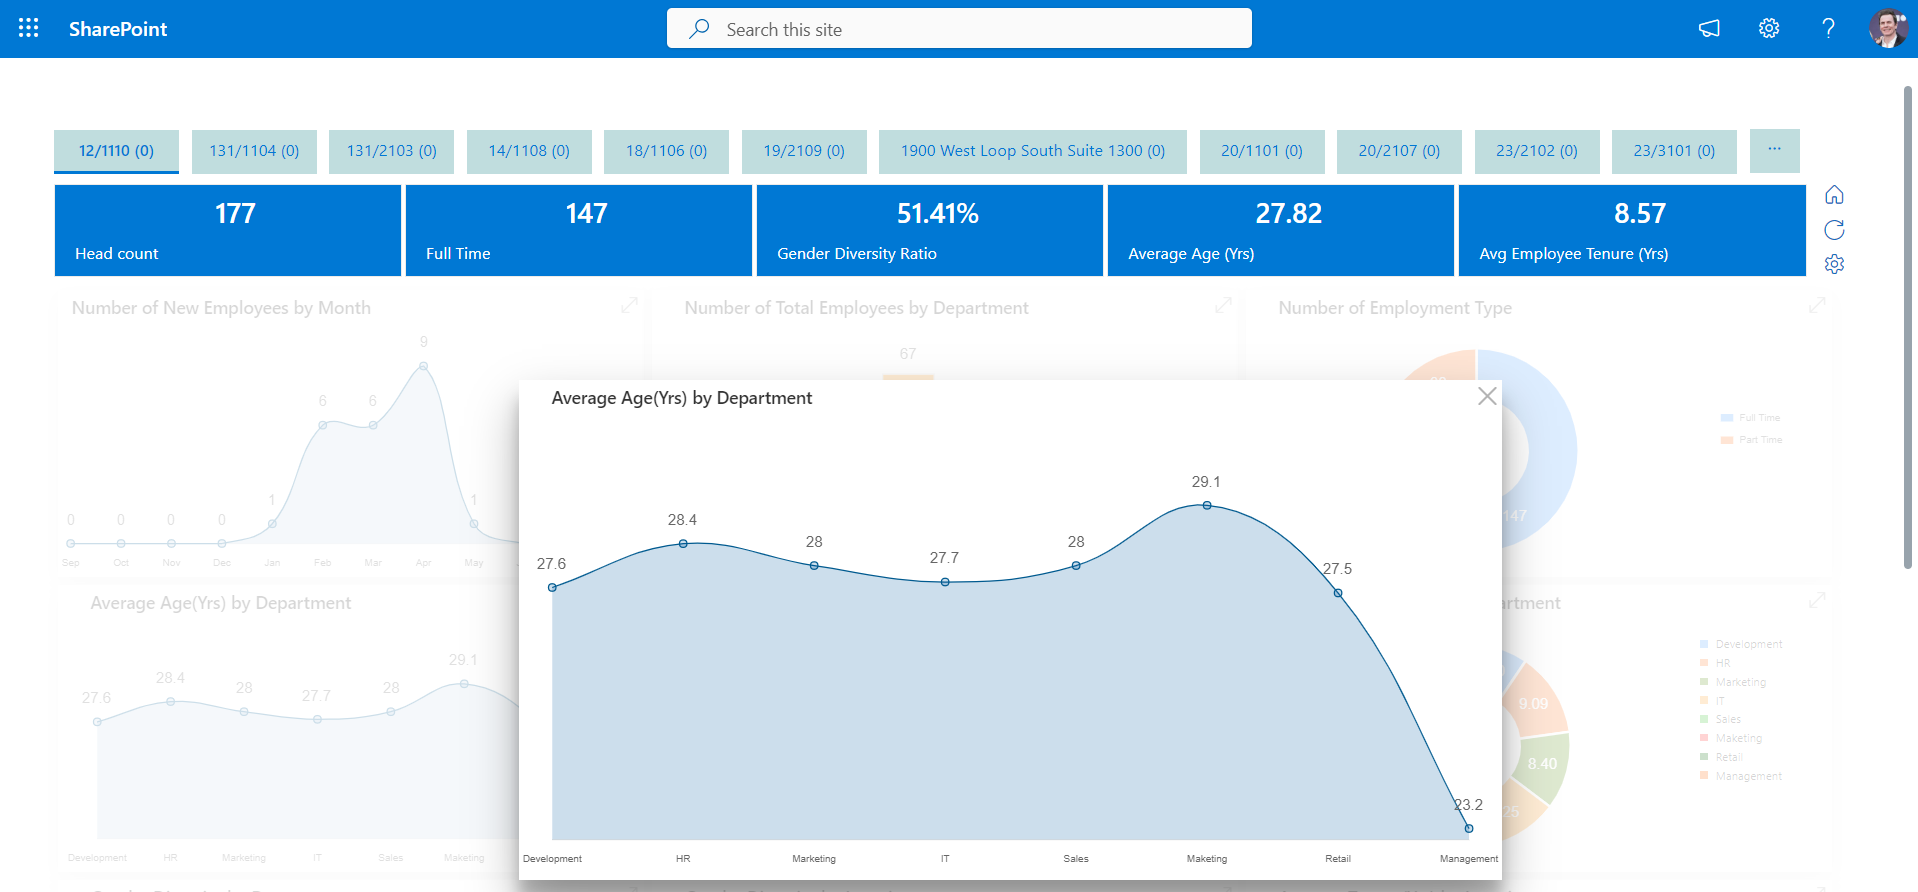 SharePoint
Search this site
?
12/1110 (0) 131/1104 (0) 131/2103 (0) 14/1108 (0) 18/1106 (0) 19/2109 (0) 1900 West Loop South Suite 1300 (0) 20/1101 (0) 20/2107 (0) 23/2102 (0) 23/3101 (0) ...
177 147 51.41% 27.82 8.57
Head count Full Time Gender Diversity Ratio Average Age (Yrs) Avg Employee Tenure (Yrs)
Number of New Employees by Month
9
6 6
1 1
0 0 0 0
Sep Oct Nov Dec Jan Feb Mar Apr May
Number of Total Employees by Department
67
Number of Employment Type
147
Full Time
Part Time
Average Age(Yrs) by Department
29.1
28.4
28 28
27.6 27.7
Development HR Marketing IT Sales Maketing
Average Age(Yrs) by Department
29.1
28.4
28 28
27.6 27.7 27.5
23.2
Development HR Marketing IT Sales Maketing Retail Management
9.09
8.40
25
Development
HR
Marketing
IT
Sales
Maketing
Retail
Management